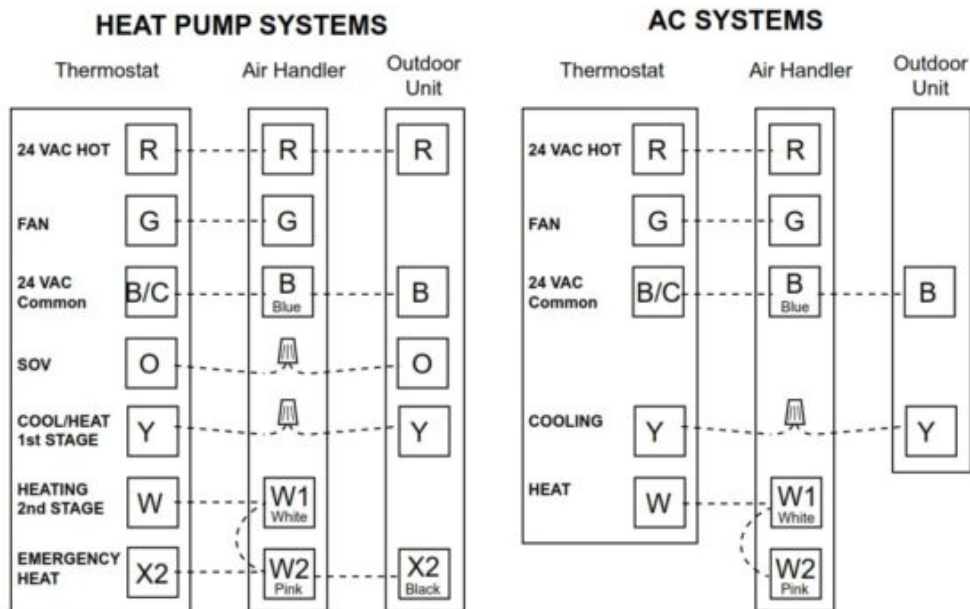 HEAT PUMP SYSTEMS
Thermostat Air Handler Outdoor
Unit
24 VAC HOT R R R
FAN G G
24 VAC
Common B/C B B
Blue
SOV O O
COOL/HEAT
1st STAGE Y Y
HEATING
2nd STAGE W W1
White
EMERGENCY
HEAT X2 W2 X2
Pink Black
AC SYSTEMS
Thermostat Air Handler Outdoor
Unit
24 VAC HOT R R
FAN G G
24 VAC
Common B/C B B
Blue
COOLING Y Y
HEAT W W1
White
W2
Pink